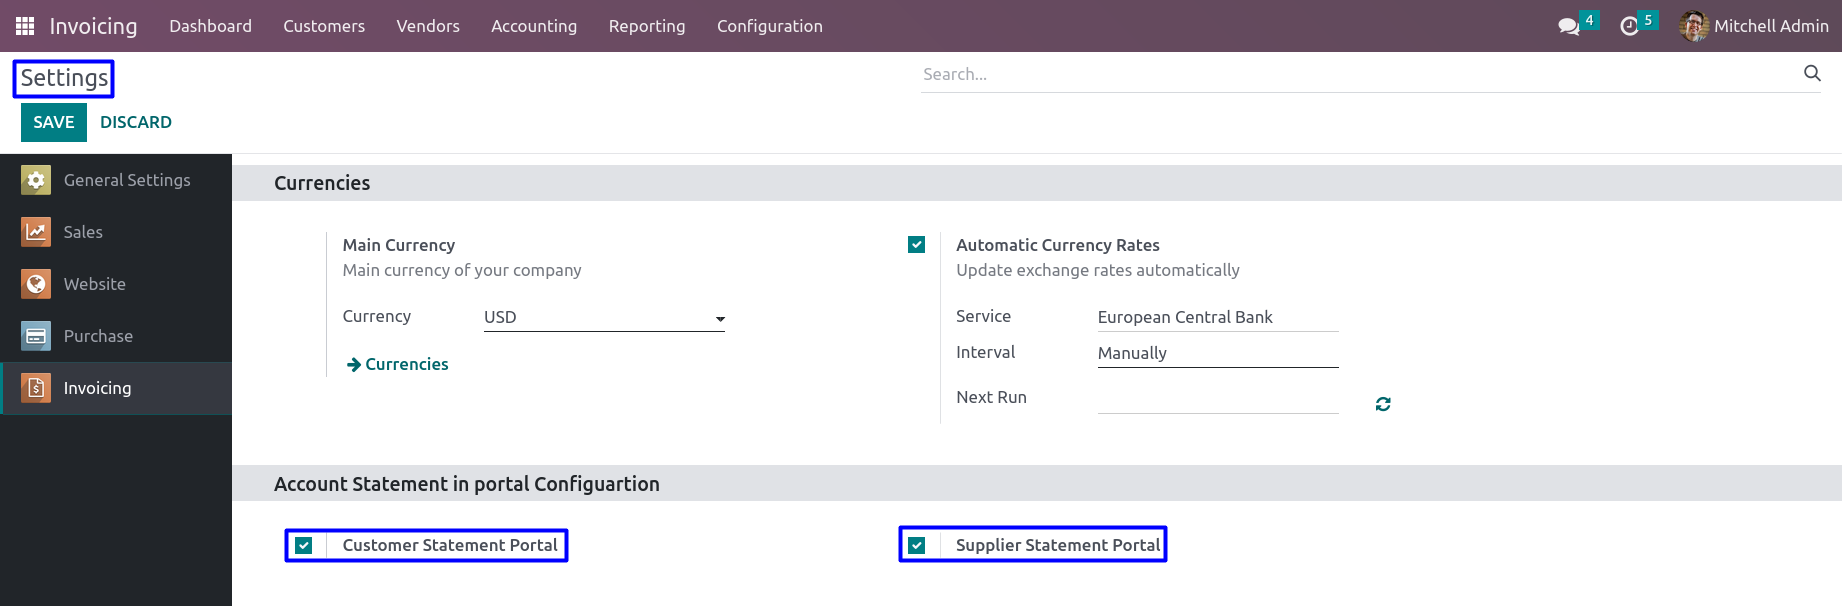 Invoicing Dashboard Customers Vendors Accounting Reporting Configuration 4 5 Mitchell Admin
Settings
Search...
SAVE DISCARD
General Settings
Sales
Website
Purchase
Invoicing
Currencies
Main Currency
Main currency of your company
Currency USD
Currencies
Automatic Currency Rates
Update exchange rates automatically
Service European Central Bank
Interval Manually
Next Run
Account Statement in portal Configuartion
Customer Statement Portal
Supplier Statement Portal